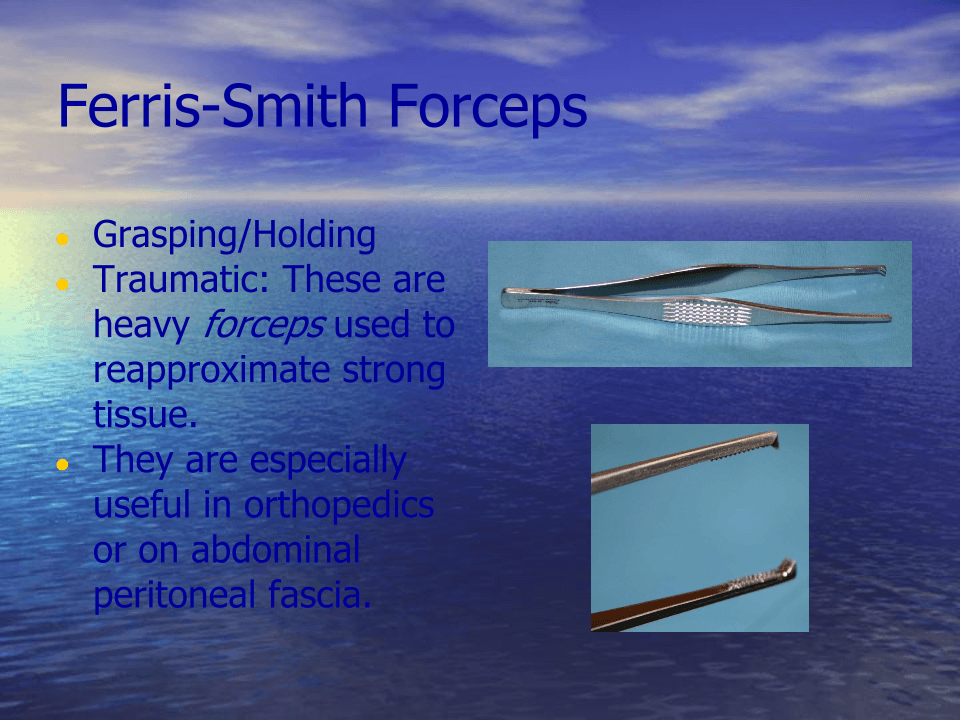 Ferris-Smith Forceps
Grasping/Holding
Traumatic: These are
heavy forceps used to
reapproximate strong
tissue.
They are especially
useful in orthopedics
or on abdominal
peritoneal fascia.